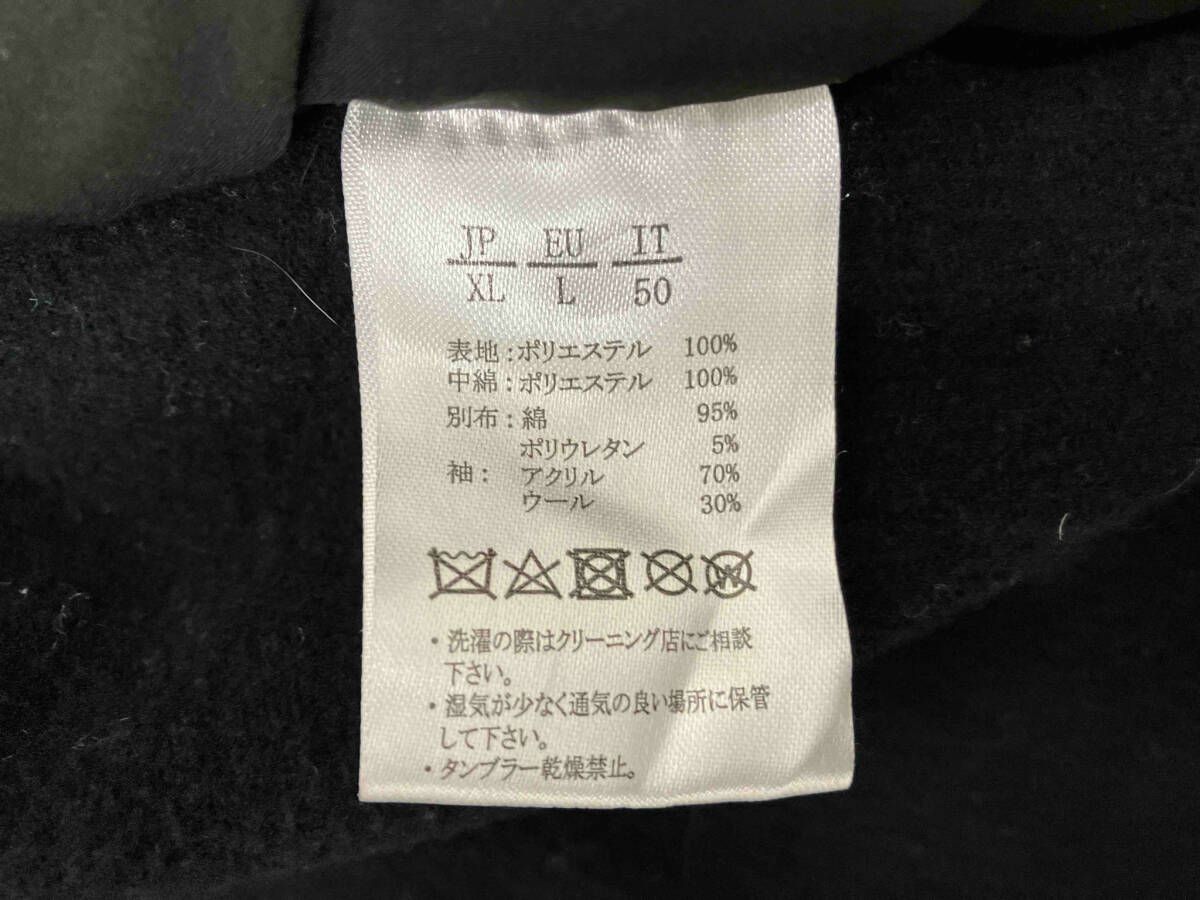 JP EU IT
XL L 50
表地:ポリエステル 100%
中綿:ポリエステル 100%
別布:綿 95%
ポリウレタン 5%
袖: アクリル 70%
ウール 30%
W
・洗濯の際はクリーニング店にご相談
下さい。
・湿気が少なく通気の良い場所に保管
して下さい。
・タンブラー乾燥禁止。